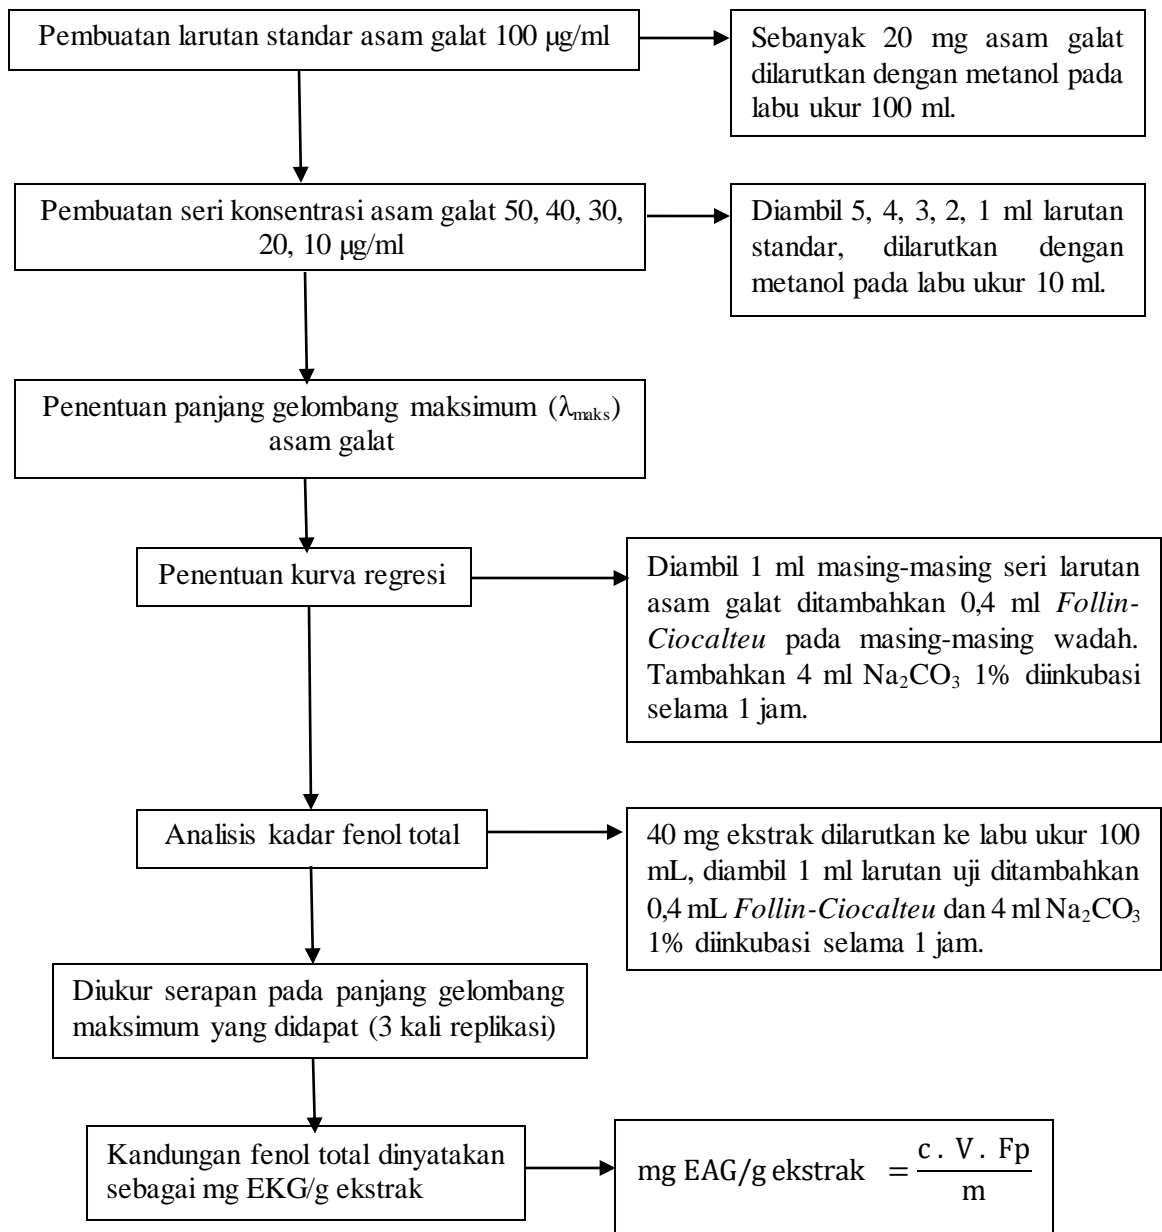 Pembuatan larutan standar asam galat 100 µg/ml
Sebanyak 20 mg asam galat
dilarutkan dengan metanol pada
labu ukur 100 ml.
Pembuatan seri konsentrasi asam galat 50, 40, 30,
20, 10 µg/ml
Diambil 5, 4, 3, 2, 1 ml larutan
standar, dilarutkan dengan
metanol pada labu ukur 10 ml.
Penentuan panjang gelombang maksimum (λmaks)
asam galat
Penentuan kurva regresi
Diambil 1 ml masing-masing seri larutan
asam galat ditambahkan 0,4 ml Follin-
Ciocalteu pada masing-masing wadah.
Tambahkan 4 ml Na₂CO₃ 1% diinkubasi
selama 1 jam.
Analisis kadar fenol total
40 mg ekstrak dilarutkan ke labu ukur 100
mL, diambil 1 ml larutan uji ditambahkan
0,4 mL Follin-Ciocalteu dan 4 ml Na₂CO₃
1% diinkubasi selama 1 jam.
Diukur serapan pada panjang gelombang
maksimum yang didapat (3 kali replikasi)
Kandungan fenol total dinyatakan
sebagai mg EKG/g ekstrak
mg EAG/g ekstrak = c . V . Fp / m